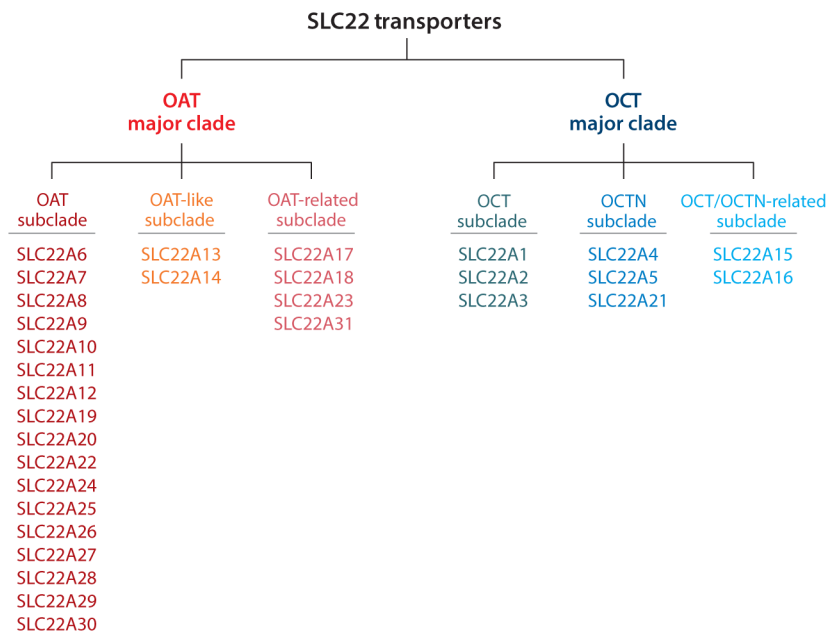 SLC22 transporters
OAT
major clade
OAT
subclade
SLC22A6
SLC22A7
SLC22A8
SLC22A9
SLC22A10
SLC22A11
SLC22A12
SLC22A19
SLC22A20
SLC22A22
SLC22A24
SLC22A25
SLC22A26
SLC22A27
SLC22A28
SLC22A29
SLC22A30
OAT-like
subclade
SLC22A13
SLC22A14
OAT-related
subclade
SLC22A17
SLC22A18
SLC22A23
SLC22A31
OCT
major clade
OCT
subclade
SLC22A1
SLC22A2
SLC22A3
OCTN
subclade
SLC22A4
SLC22A5
SLC22A21
OCT/OCTN-related
subclade
SLC22A15
SLC22A16